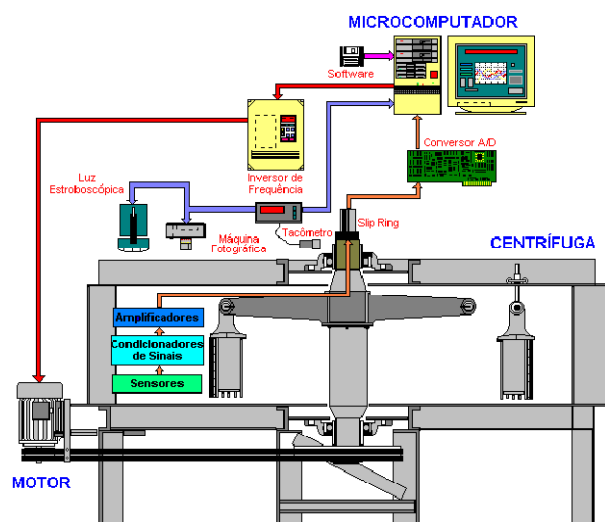 MICROCOMPUTADOR
Software
Conversor A/D
Inversor de
Frequência
Luz
Estroboscópica
Máquina
Fotográfica
Tacômetro
Slip Ring
CENTRÍFUGA
Amplificadores
Condicionadores
de Sinais
Sensores
MOTOR